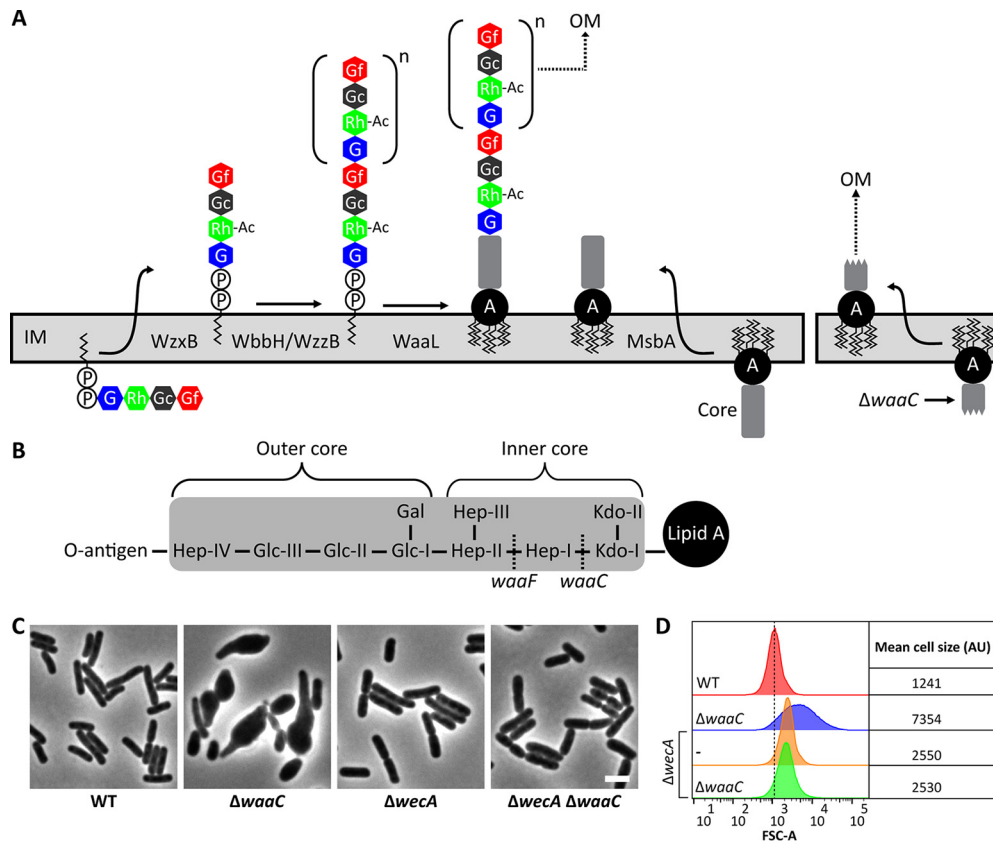 A
n
OM
n
Gf
Gf
Gc
Gc
Rh-Ac
Rh-Ac
G
G
Gf
Gf
Gf
Gc
Gc
Gc
Rh-Ac
Rh-Ac
Rh-Ac
G
G
G
OM
P
P
P
P
A
A
A
IM
WzxB
WbbH/WzzB
WaaL
MsbA
P
P
G Rh Gc Gf
A
A
Core
ΔwaaC
B
Outer core
Inner core
Gal
Hep-III
Kdo-II
O-antigen
Hep-IV
Glc-III
Glc-II
Glc-I
Hep-II
Hep-I
Kdo-I
Lipid A
waaF
waaC
C
WT
ΔwaaC
ΔwecA
ΔwecA ΔwaaC
D
Mean cell size (AU)
WT
1241
ΔwaaC
7354
ΔwecA
-
2550
ΔwaaC
2530
10^1
10^2
10^3
10^4
10^5
FSC-A